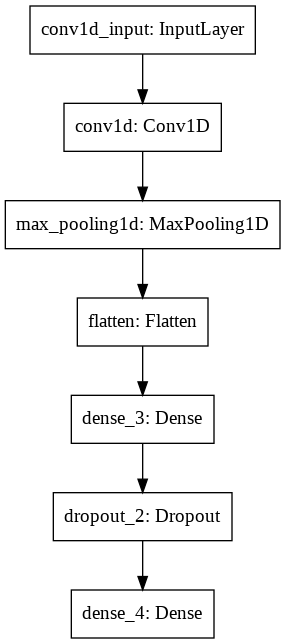 conv1d_input: InputLayer
conv1d: Conv1D
max_pooling1d: MaxPooling1D
flatten: Flatten
dense_3: Dense
dropout_2: Dropout
dense_4: Dense